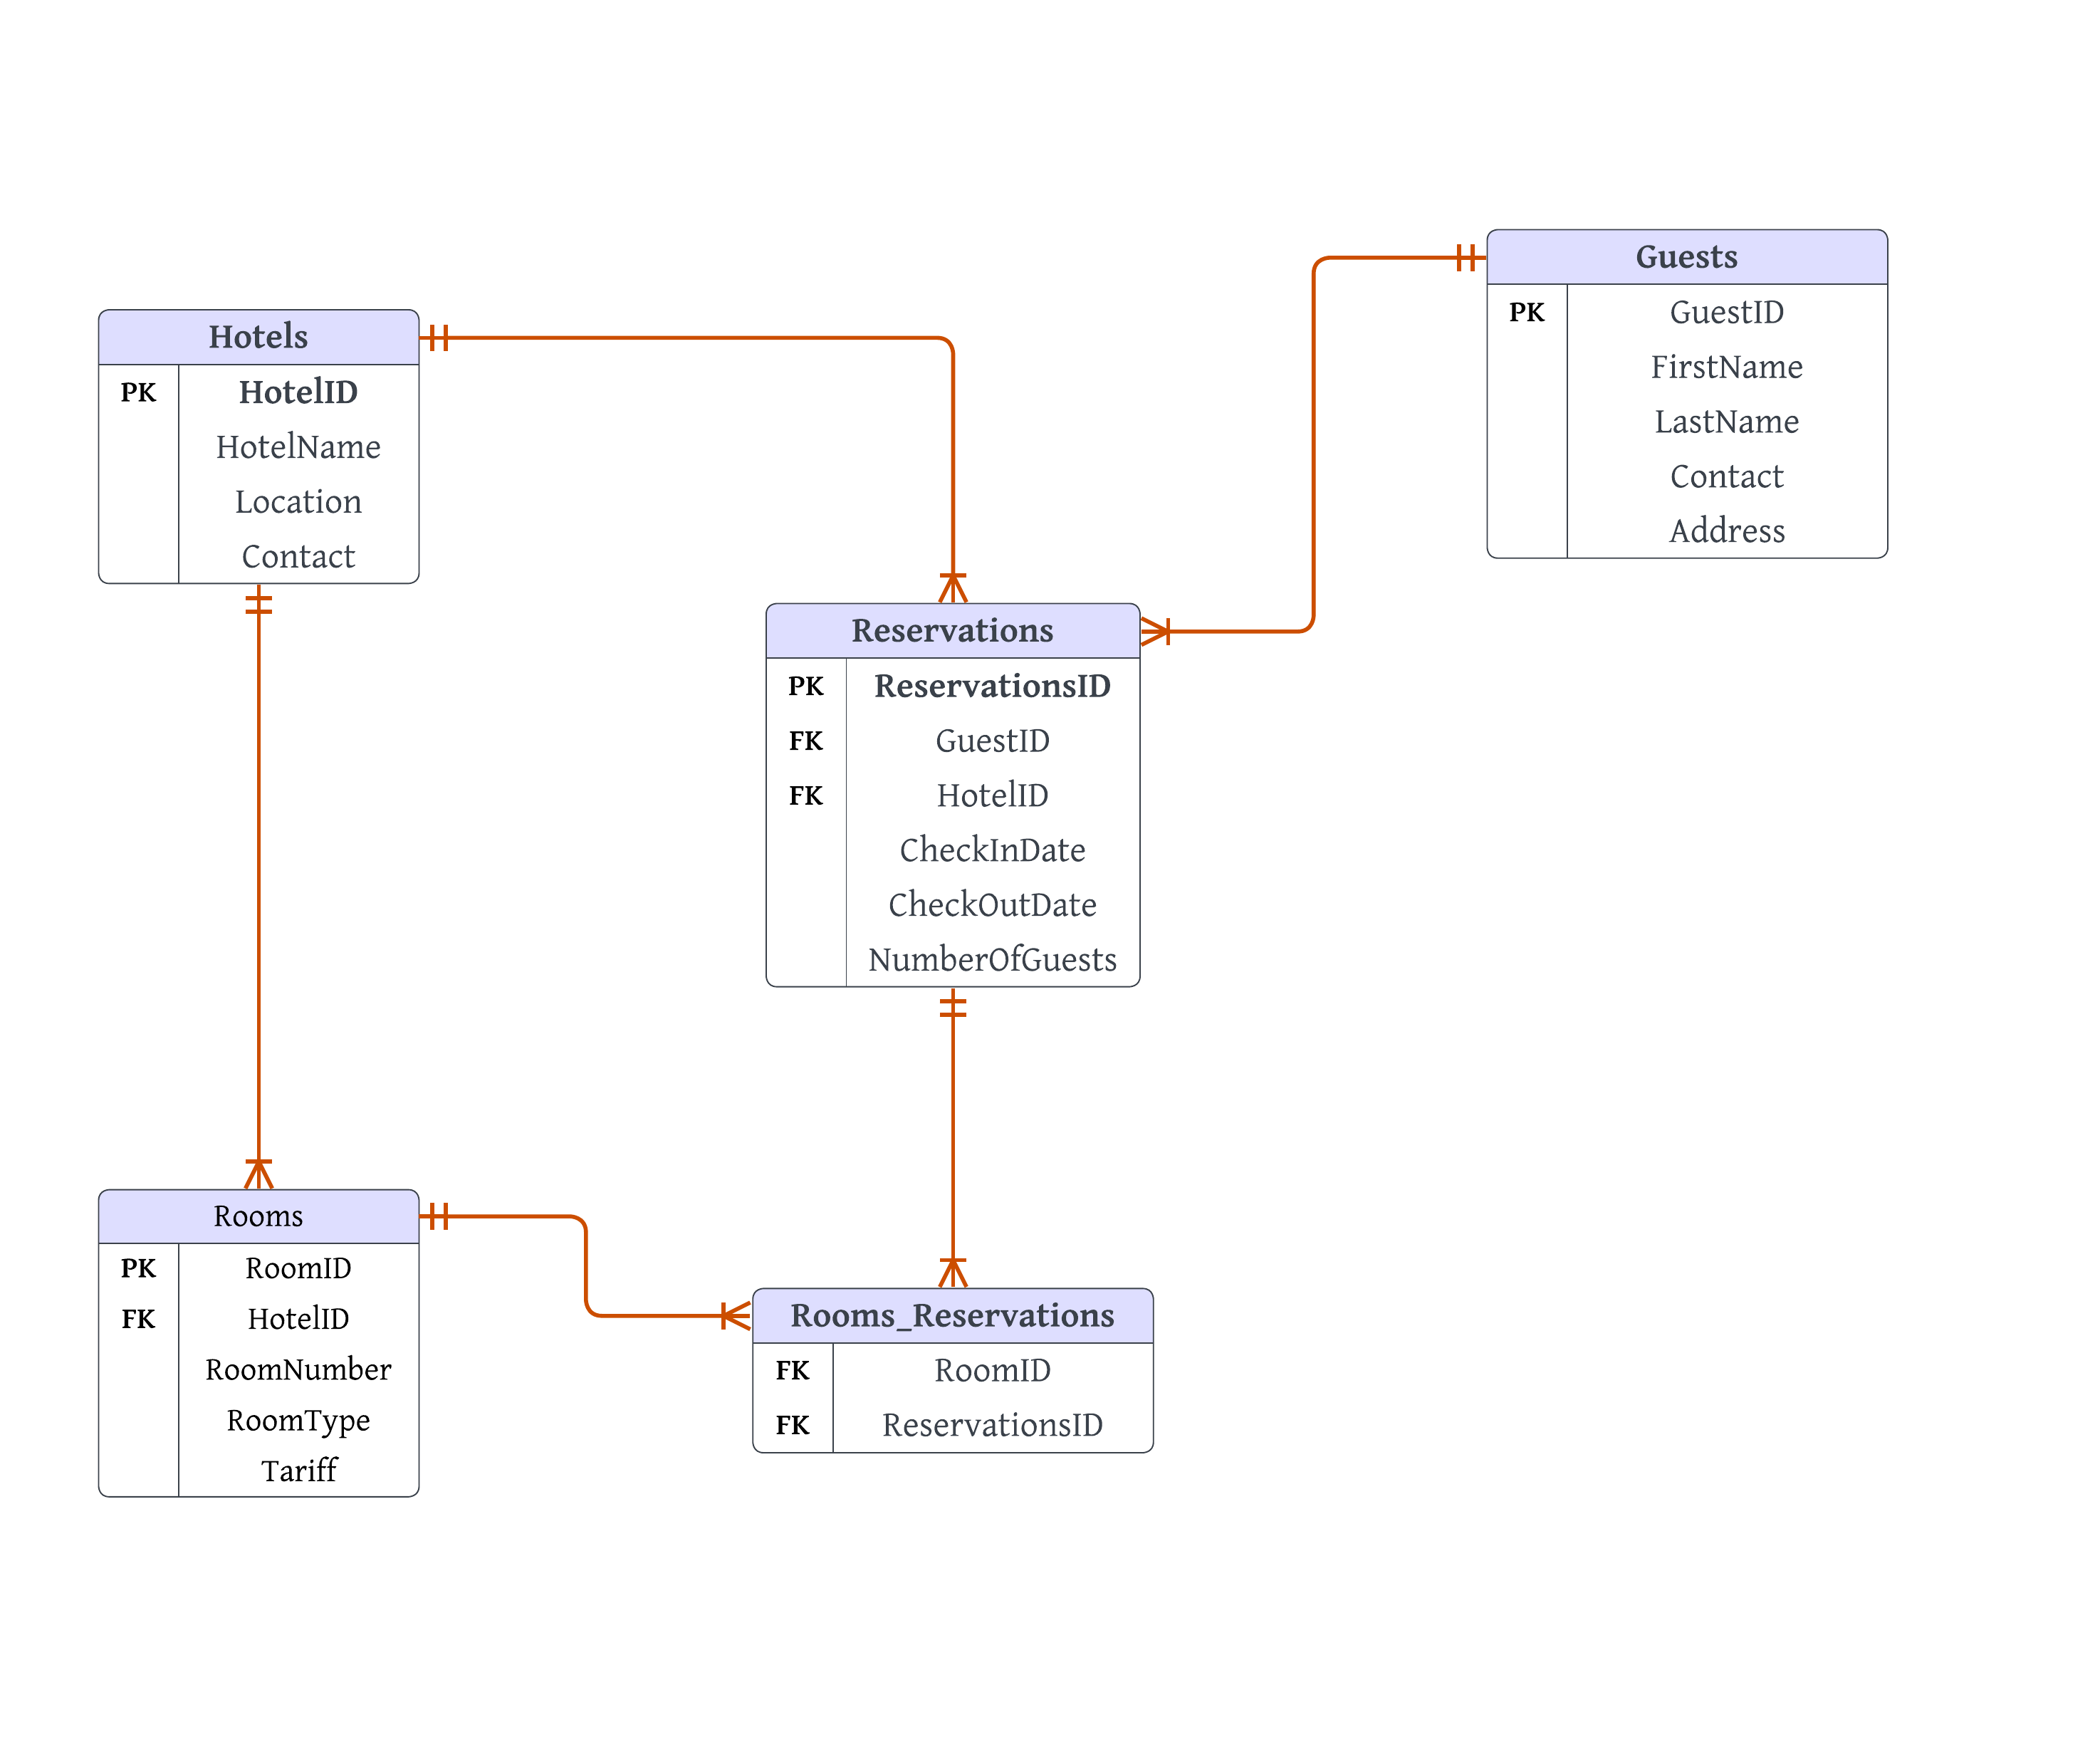 Guests
PK GuestID
FirstName
LastName
Contact
Address
Hotels
PK HotelID
HotelName
Location
Contact
Reservations
PK ReservationsID
FK GuestID
FK HotelID
CheckInDate
CheckOutDate
NumberOfGuests
Rooms
PK RoomID
FK HotelID
RoomNumber
RoomType
Tariff
Rooms_Reservations
FK RoomID
FK ReservationsID